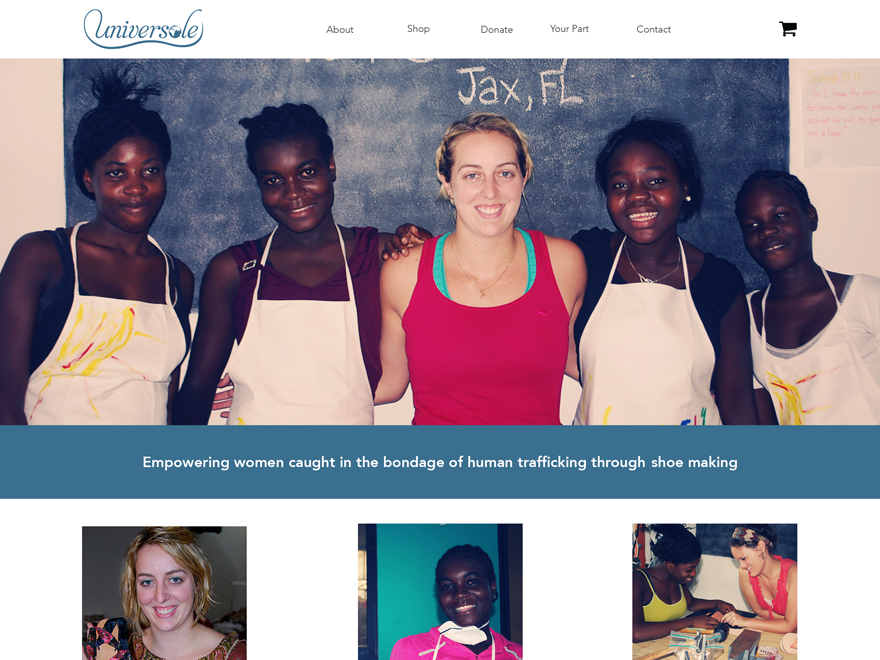 Universole
About
Shop
Donate
Your Part
Contact
Jax, FL
Empowering women caught in the bondage of human trafficking through shoe making